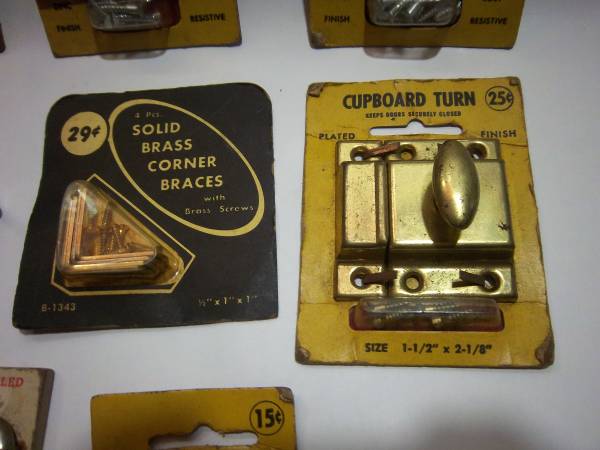 ZINC
FINISH
RESISTIVE
FINISH
RESISTIVE
29¢
4 Pcs.
SOLID
BRASS
CORNER
BRACES
with
Brass Screws
B-1343
½" x 1" x 1"
CUPBOARD TURN
25¢
KEEPS DOORS SECURELY CLOSED
PLATED
FINISH
SIZE 1-1/2" x 2-1/8"
15¢